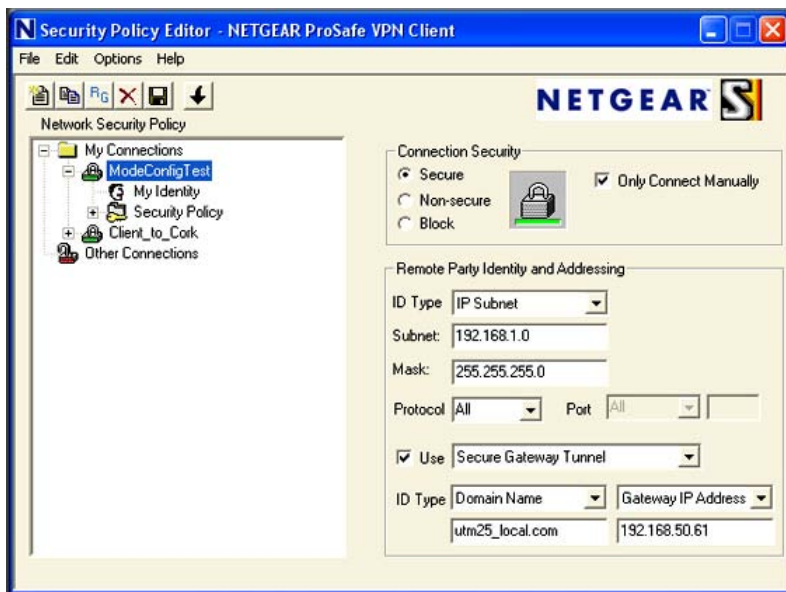 N Security Policy Editor - NETGEAR ProSafe VPN Client
File Edit Options Help
RG
NETGEAR S
Network Security Policy
My Connections
ModeConfigTest
My Identity
Security Policy
Client_to_Cork
Other Connections
Connection Security
Secure
Non-secure
Block
Only Connect Manually
Remote Party Identity and Addressing
ID Type IP Subnet
Subnet: 192.168.1.0
Mask: 255.255.255.0
Protocol All Port All
Use Secure Gateway Tunnel
ID Type Domain Name Gateway IP Address
utm25_local.com 192.168.50.61